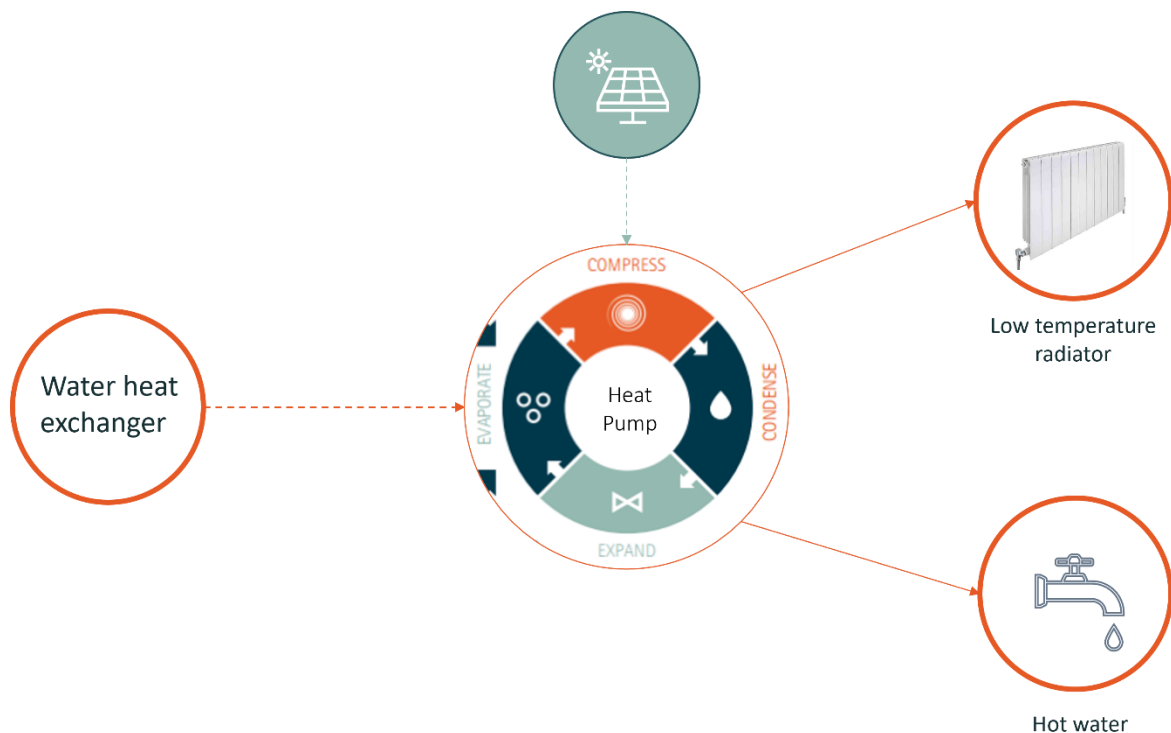 COMPRESS
Low temperature
radiator
Water heat
exchanger
EVAPORATE
Heat
Pump
CONDENSE
EXPAND
Hot water